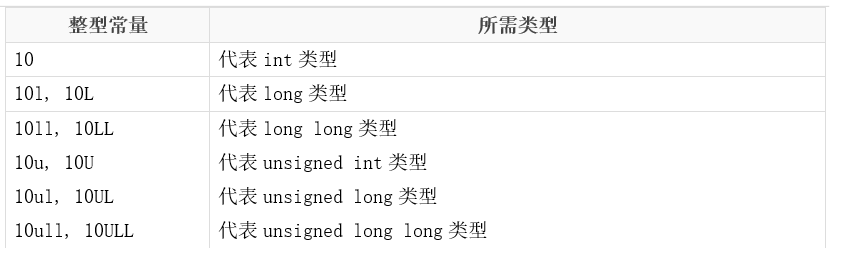 整型常量 所需类型
10 代表 int 类型
10l, 10L 代表 long 类型
10ll, 10LL 代表 long long 类型
10u, 10U 代表 unsigned int 类型
10ul, 10UL 代表 unsigned long 类型
10ull, 10ULL 代表 unsigned long long 类型